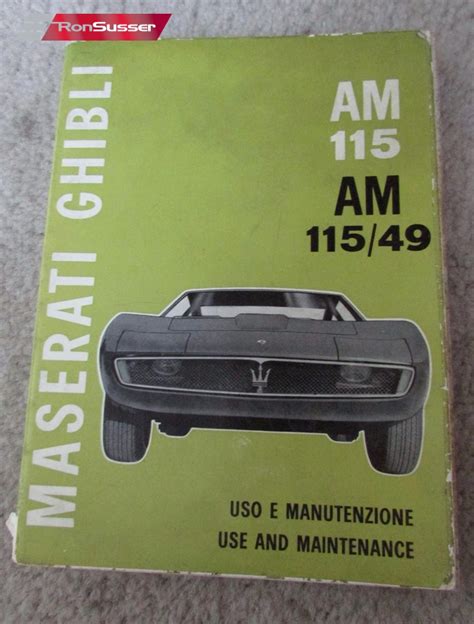 RonSusser
MASERATI GHIBLI
AM
115
AM
115/49
USO E MANUTENZIONE
USE AND MAINTENANCE